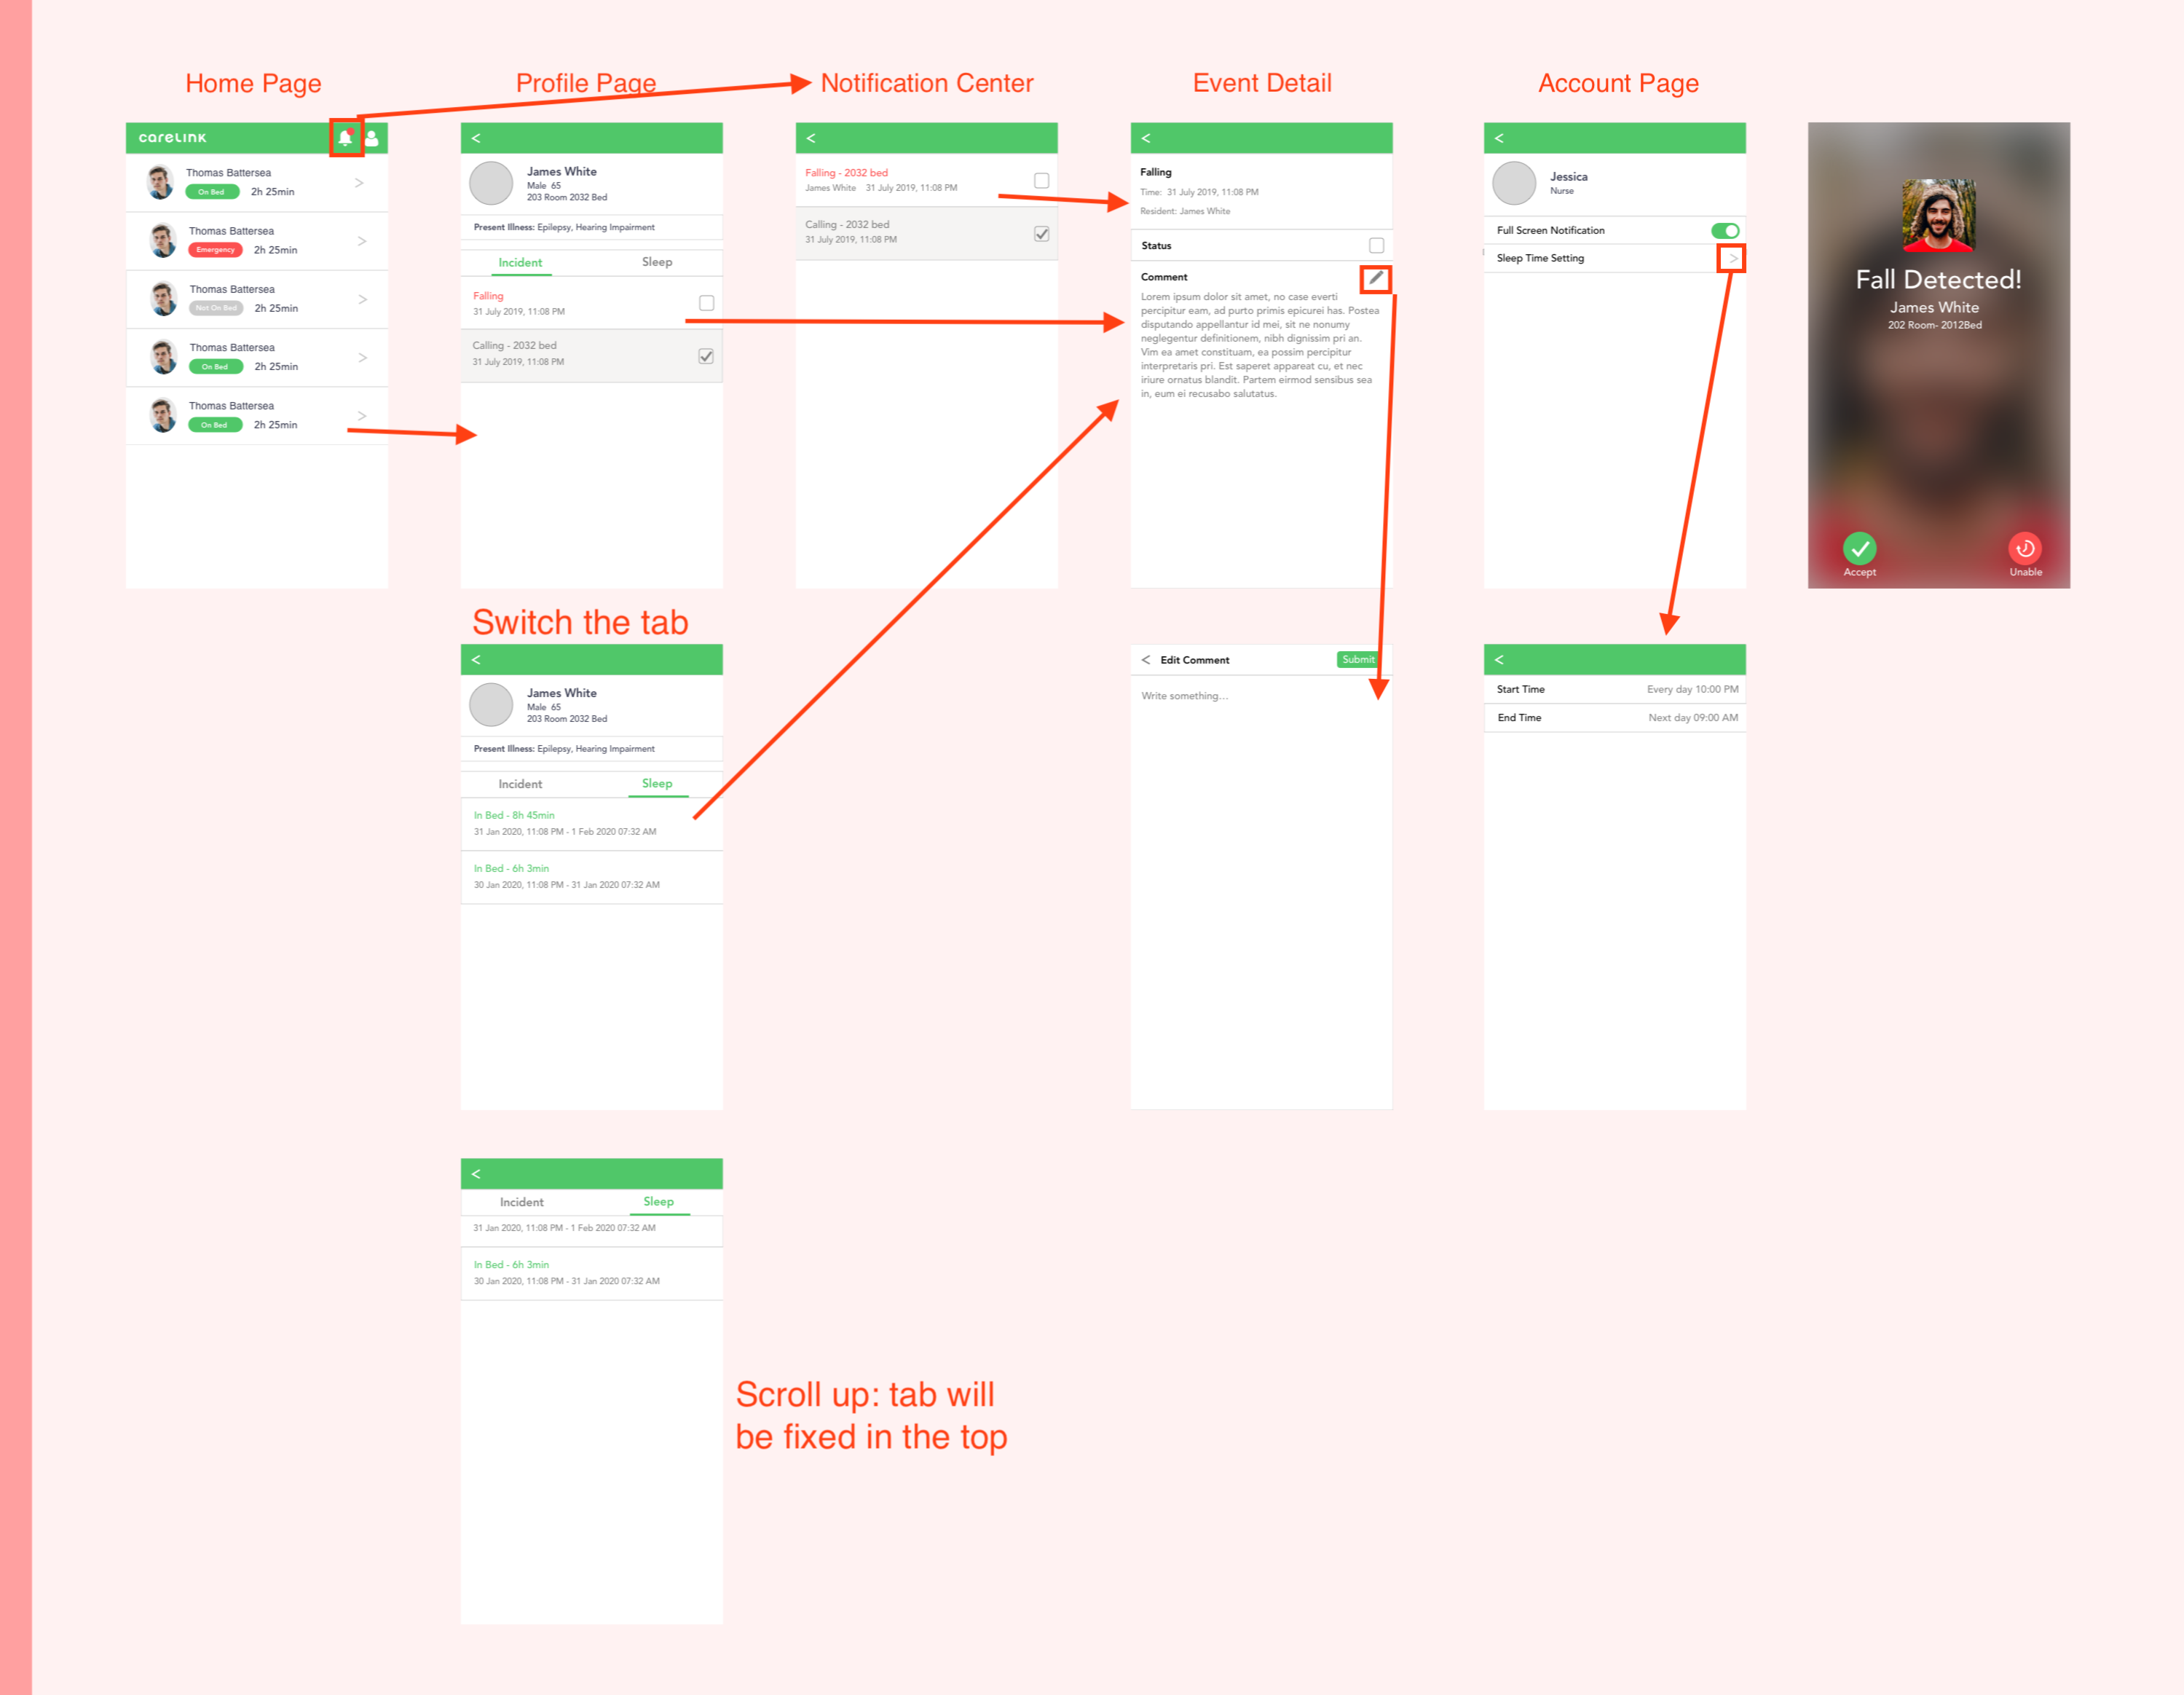 Home Page
Profile Page
Notification Center
Event Detail
Account Page
carelink
Thomas Battersea
On Bed 2h 25min
>
Thomas Battersea
Emergency 2h 25min
>
Thomas Battersea
Not On Bed 2h 25min
>
Thomas Battersea
On Bed 2h 25min
>
Thomas Battersea
On Bed 2h 25min
>
<
James White
Male 65
203 Room 2032 Bed
Present Illness: Epilepsy, Hearing Impairment
Incident Sleep
Falling
31 July 2019, 11:08 PM
Calling - 2032 bed
31 July 2019, 11:08 PM
<
Falling - 2032 bed
James White 31 July 2019, 11:08 PM
Calling - 2032 bed
31 July 2019, 11:08 PM
<
Falling
Time: 31 July 2019, 11:08 PM
Resident: James White
Status
Comment
Lorem ipsum dolor sit amet, no case everti
percipitur eam, ad purto primis epicurei has. Postea
disputando appellantur id mei, sit ne nonumy
neglegentur definitionem, nibh dignissim pri an.
Vim ea amet constituam, ea possim percipitur
interpretaris pri. Est saperet appareat cu, et nec
iriure ornatus blandit. Partem eirmod sensibus sea
in, eum ei recusabo salutatus.
<
Jessica
Nurse
Full Screen Notification
Sleep Time Setting >
Fall Detected!
James White
202 Room- 2012Bed
Accept
Unable
Switch the tab
<
James White
Male 65
203 Room 2032 Bed
Present Illness: Epilepsy, Hearing Impairment
Incident Sleep
In Bed - 8h 45min
31 Jan 2020, 11:08 PM - 1 Feb 2020 07:32 AM
In Bed - 6h 3min
30 Jan 2020, 11:08 PM - 31 Jan 2020 07:32 AM
< Edit Comment Submit
Write something...
<
Start Time Every day 10:00 PM
End Time Next day 09:00 AM
<
Incident Sleep
31 Jan 2020, 11:08 PM - 1 Feb 2020 07:32 AM
In Bed - 6h 3min
30 Jan 2020, 11:08 PM - 31 Jan 2020 07:32 AM
Scroll up: tab will
be fixed in the top